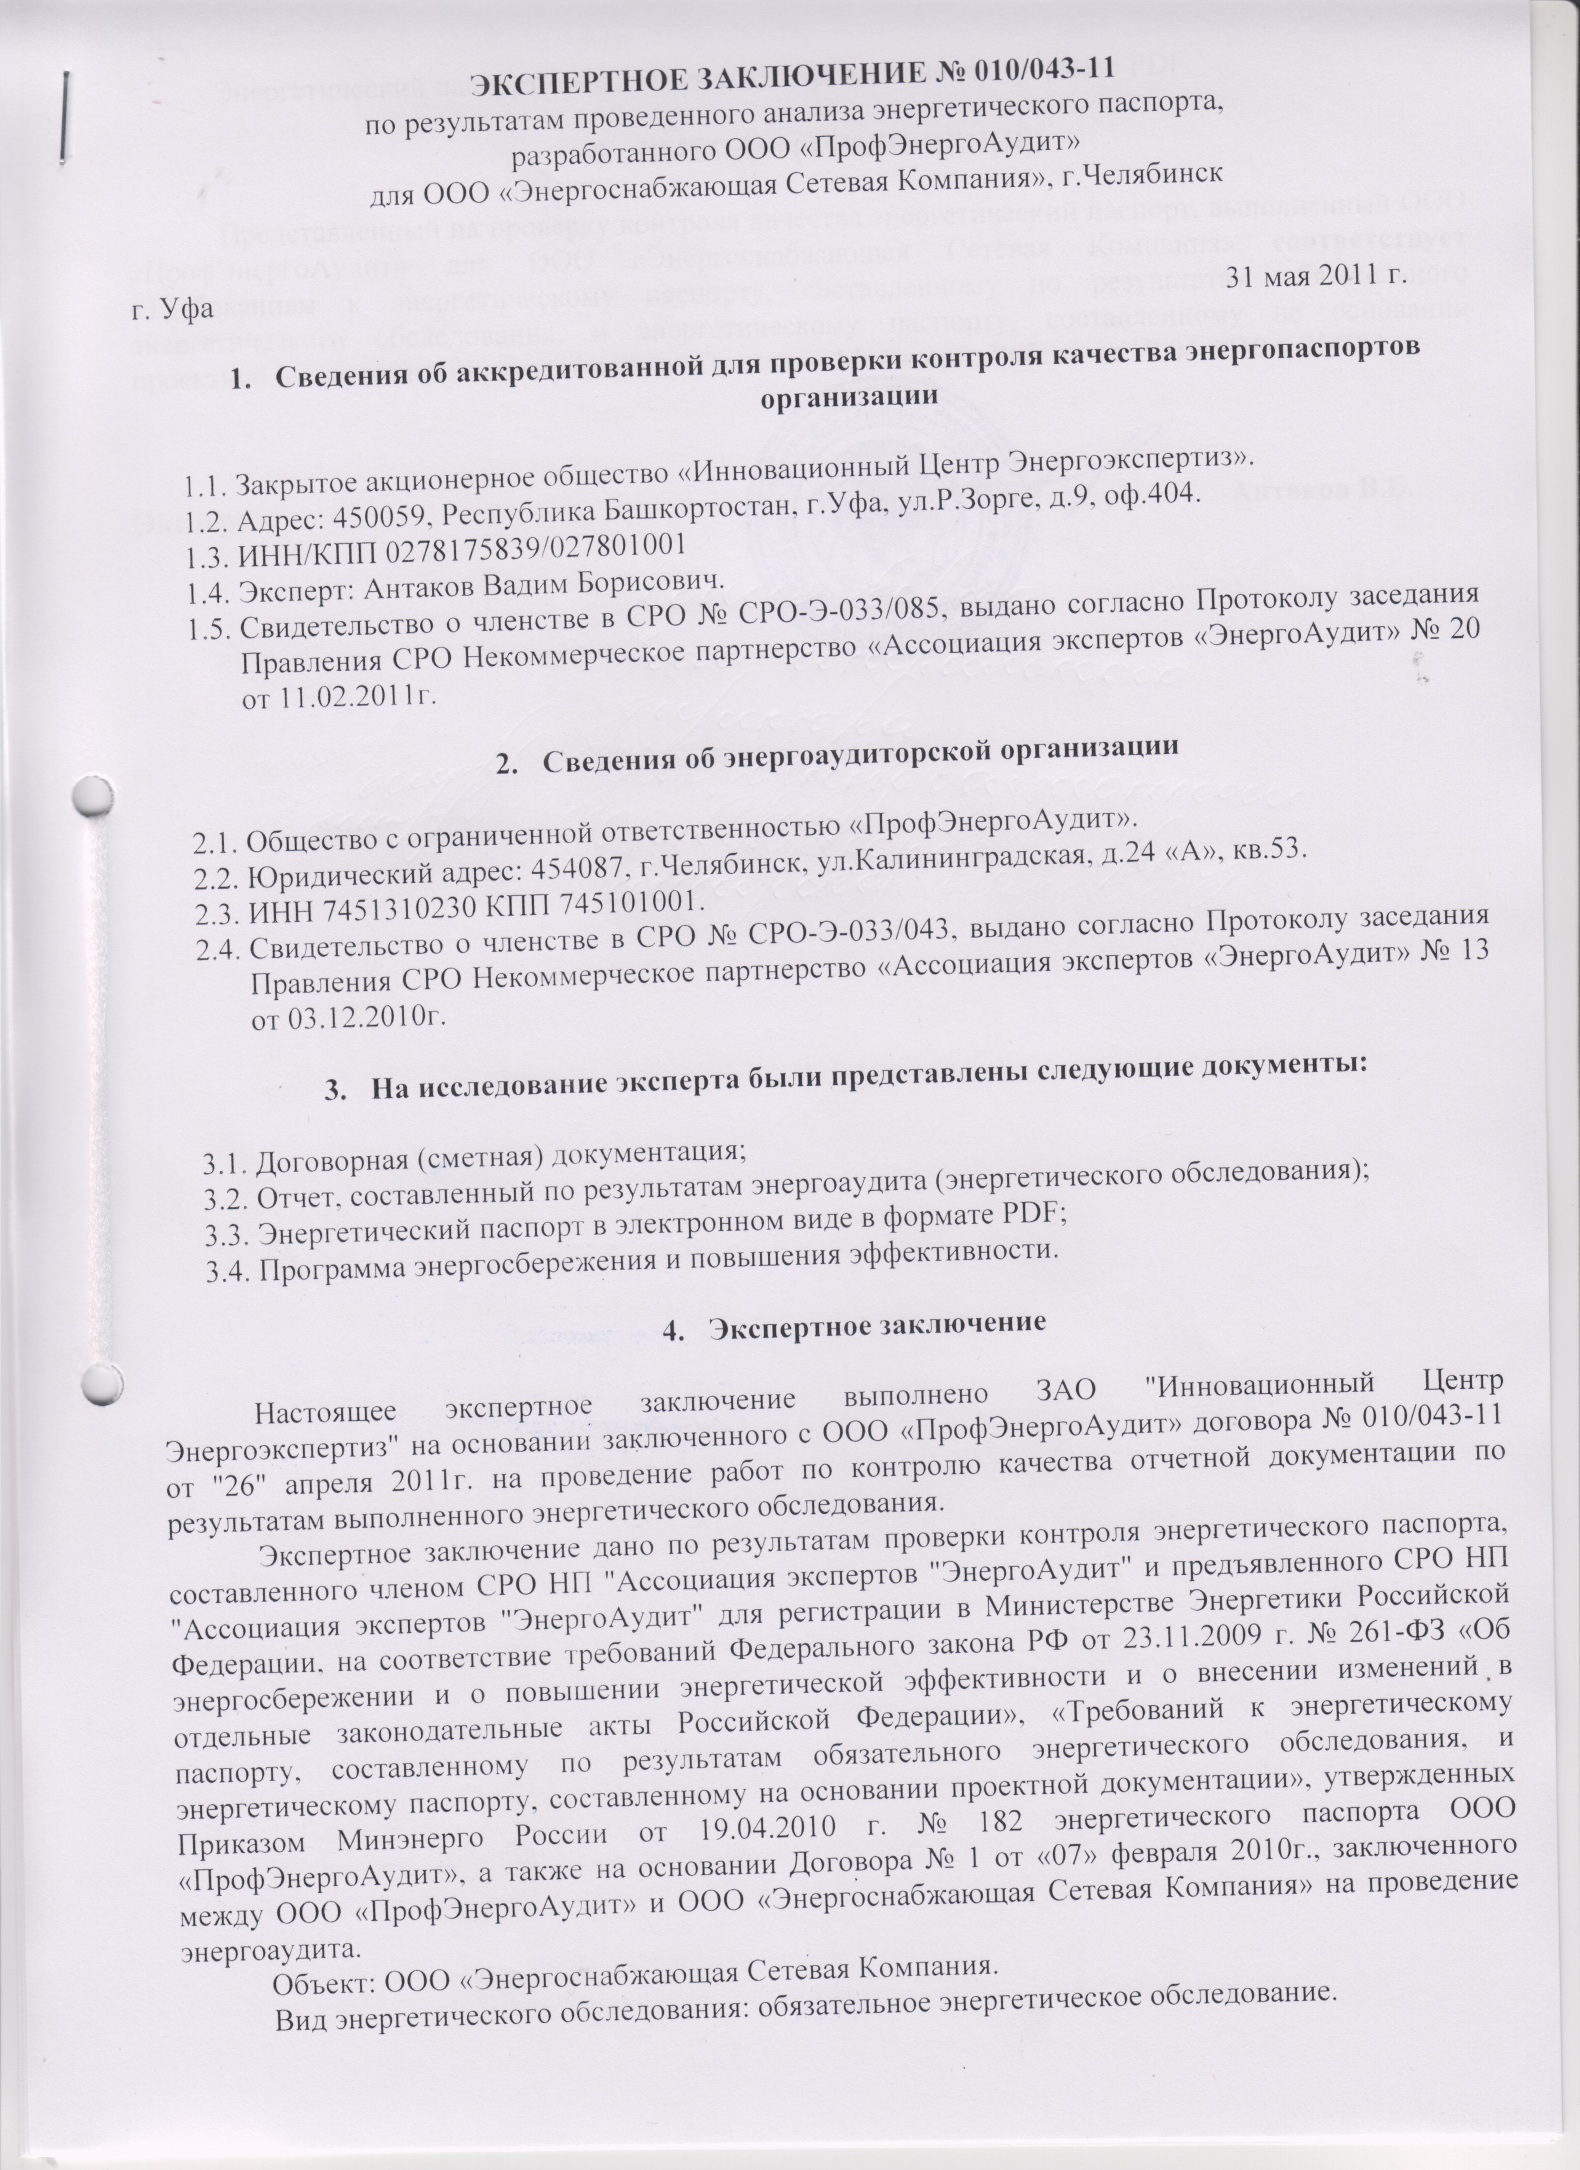 ЭКСПЕРТНОЕ ЗАКЛЮЧЕНИЕ № 010/043-11
по результатам проведенного анализа энергетического паспорта,
разработанного ООО «ПрофЭнергоАудит»
для ООО «Энергоснабжающая Сетевая Компания», г.Челябинск
31 мая 2011 г.
г. Уфа
1. Сведения об аккредитованной для проверки контроля качества энергопаспортов
организации
1.1. Закрытое акционерное общество «Инновационный Центр Энергоэкспертиз».
1.2. Адрес: 450059, Республика Башкортостан, г.Уфа, ул.Р.Зорге, д.9, оф.404.
1.3. ИНН/КПП 0278175839/027801001
1.4. Эксперт: Антаков Вадим Борисович.
1.5. Свидетельство о членстве в СРО № СРО-Э-033/085, выдано согласно Протоколу заседания
Правления СРО Некоммерческое партнерство «Ассоциация экспертов «ЭнергоАудит» № 20
от 11.02.2011г.
2. Сведения об энергоаудиторской организации
2.1. Общество с ограниченной ответственностью «ПрофЭнергоАудит».
2.2. Юридический адрес: 454087, г.Челябинск, ул.Калининградская, д.24 «А», кв.53.
2.3. ИНН 7451310230 КПП 745101001.
2.4. Свидетельство о членстве в СРО № СРО-Э-033/043, выдано согласно Протоколу заседания
Правления СРО Некоммерческое партнерство «Ассоциация экспертов «ЭнергоАудит» № 13
от 03.12.2010г.
3. На исследование эксперта были представлены следующие документы:
3.1. Договорная (сметная) документация;
3.2. Отчет, составленный по результатам энергоаудита (энергетического обследования);
3.3. Энергетический паспорт в электронном виде в формате PDF;
3.4. Программа энергосбережения и повышения эффективности.
4. Экспертное заключение
Настоящее экспертное заключение выполнено ЗАО "Инновационный Центр
Энергоэкспертиз" на основании заключенного с ООО «ПрофЭнергоАудит» договора № 010/043-11
от "26" апреля 2011г. на проведение работ по контролю качества отчетной документации по
результатам выполненного энергетического обследования.
Экспертное заключение дано по результатам проверки контроля энергетического паспорта,
составленного членом СРО НП "Ассоциация экспертов "ЭнергоАудит" и предъявленного СРО НП
"Ассоциация экспертов "ЭнергоАудит" для регистрации в Министерстве Энергетики Российской
Федерации, на соответствие требований Федерального закона РФ от 23.11.2009 г. № 261-ФЗ «Об
энергосбережении и о повышении энергетической эффективности и о внесении изменений в
отдельные законодательные акты Российской Федерации», «Требований к энергетическому
паспорту, составленному по результатам обязательного энергетического обследования, и
энергетическому паспорту, составленному на основании проектной документации», утвержденных
Приказом Минэнерго России от 19.04.2010 г. № 182 энергетического паспорта ООО
«ПрофЭнергоАудит», а также на основании Договора № 1 от «07» февраля 2010г., заключенного
между ООО «ПрофЭнергоАудит» и ООО «Энергоснабжающая Сетевая Компания» на проведение
энергоаудита.
Объект: ООО «Энергоснабжающая Сетевая Компания.
Вид энергетического обследования: обязательное энергетическое обследование.